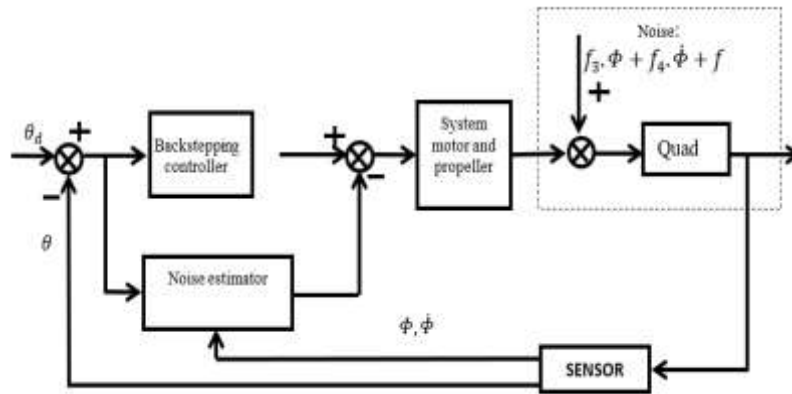 Noise:
f₃, Φ + f₄, Φ̇ + f
+
θd
+
Backstepping
controller
+
System
motor and
propeller
Quad
−
−
θ
Noise estimator
Φ, Φ̇
SENSOR